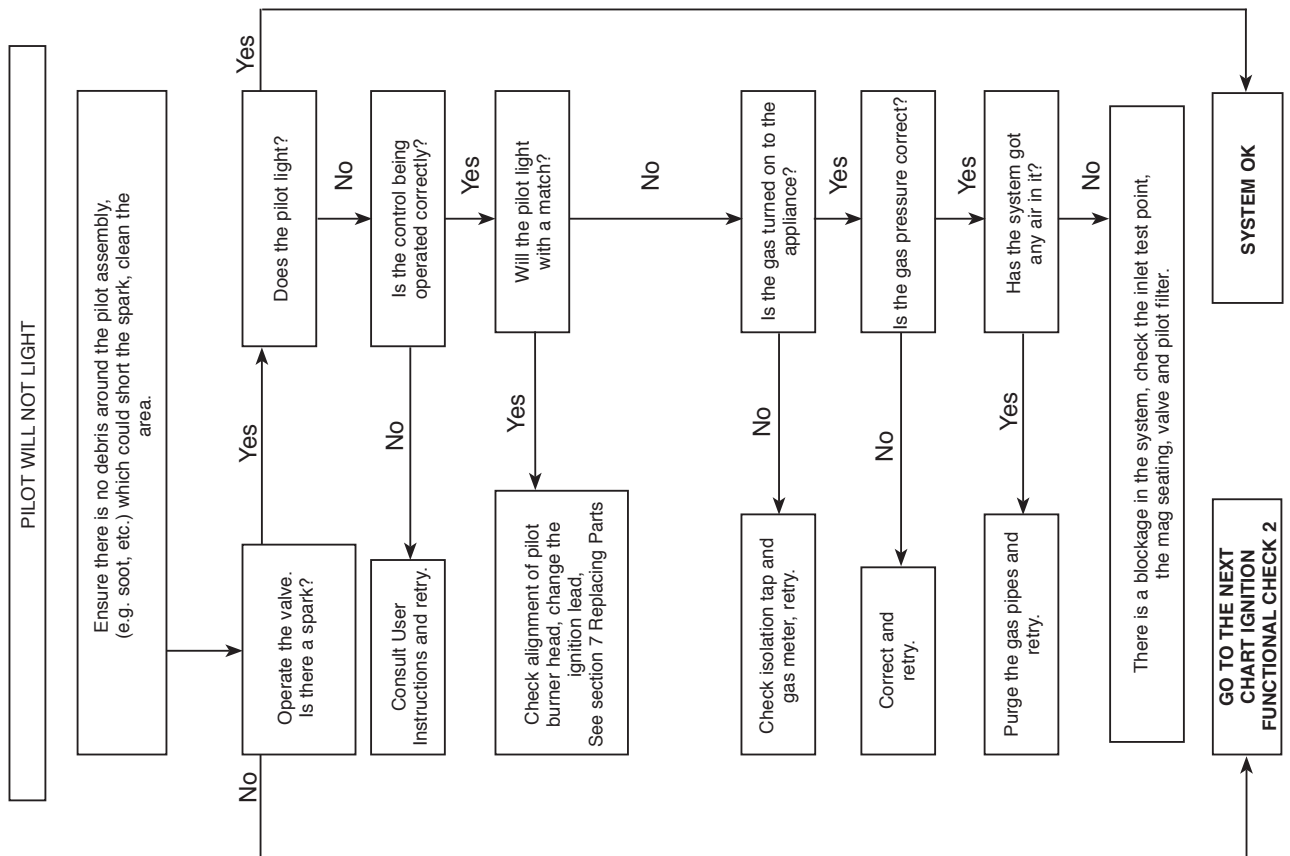 PILOT WILL NOT LIGHT
Ensure there is no debris around the pilot assembly,
(e.g. soot, etc.) which could short the spark, clean the
area.
Operate the valve.
Is there a spark?
No
Yes
Does the pilot light?
Yes
No
Is the control being
operated correctly?
No
Consult User
Instructions and retry.
Yes
Will the pilot light
with a match?
Yes
Check alignment of pilot
burner head, change the
ignition lead,
See section 7 Replacing Parts
No
Is the gas turned on to the
appliance?
No
Check isolation tap and
gas meter, retry.
Yes
Is the gas pressure correct?
No
Correct and
retry.
Yes
Has the system got
any air in it?
Yes
Purge the gas pipes and
retry.
No
There is a blockage in the system, check the inlet test point,
the mag seating, valve and pilot filter.
GO TO THE NEXT
CHART IGNITION
FUNCTIONAL CHECK 2
SYSTEM OK